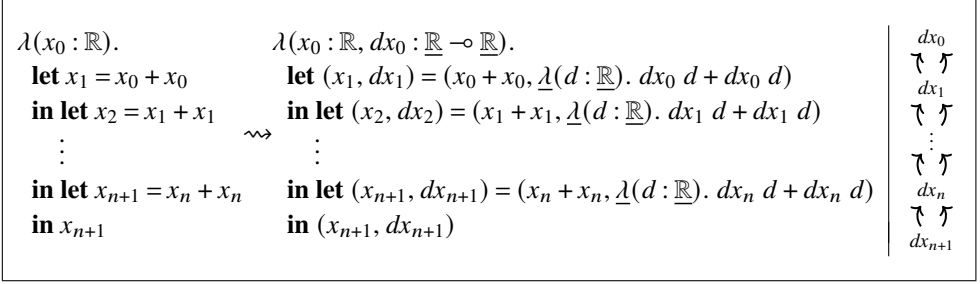 λ(x₀ : ℝ). λ(x₀ : ℝ, dx₀ : <u>ℝ</u> ⊸ <u>ℝ</u>). dx₀
let x₁ = x₀ + x₀ let (x₁, dx₁) = (x₀ + x₀, <u>λ</u>(d : <u>ℝ</u>). dx₀ d + dx₀ d) dx₁
in let x₂ = x₁ + x₁ ⇝ in let (x₂, dx₂) = (x₁ + x₁, <u>λ</u>(d : <u>ℝ</u>). dx₁ d + dx₁ d)
⋮ ⋮ ⋮
in let xₙ₊₁ = xₙ + xₙ in let (xₙ₊₁, dxₙ₊₁) = (xₙ + xₙ, <u>λ</u>(d : <u>ℝ</u>). dxₙ d + dxₙ d) dxₙ
in xₙ₊₁ in (xₙ₊₁, dxₙ₊₁) dxₙ₊₁